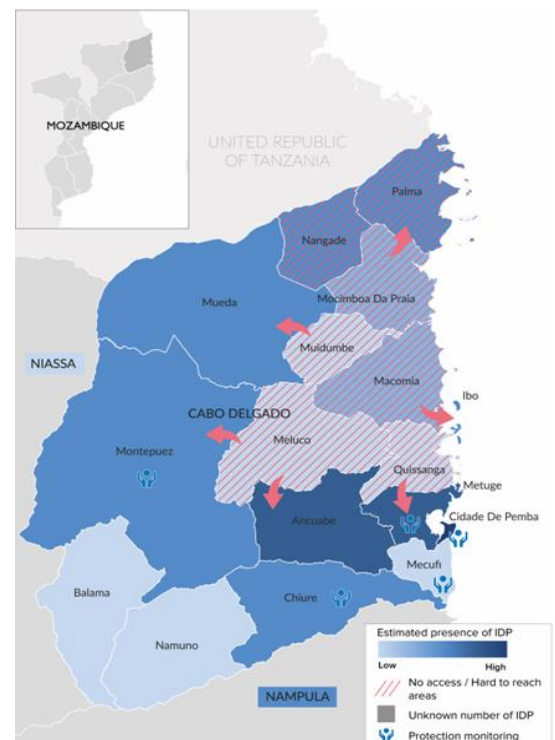 MOZAMBIQUE
UNITED REPUBLIC
OF TANZANIA
Palma
Nangade
Mueda
Mocimboa Da Praia
Muidumbe
NIASSA
Macomia
Ibo
CABO DELGADO
Meluco
Montepuez
Quissanga
Metuge
Ancuabe
Cidade De Pemba
Mecufi
Balama
Chiure
Namuno
NAMPULA
Estimated presence of IDP
Low
High
No access / Hard to reach
areas
Unknown number of IDP
Protection monitoring